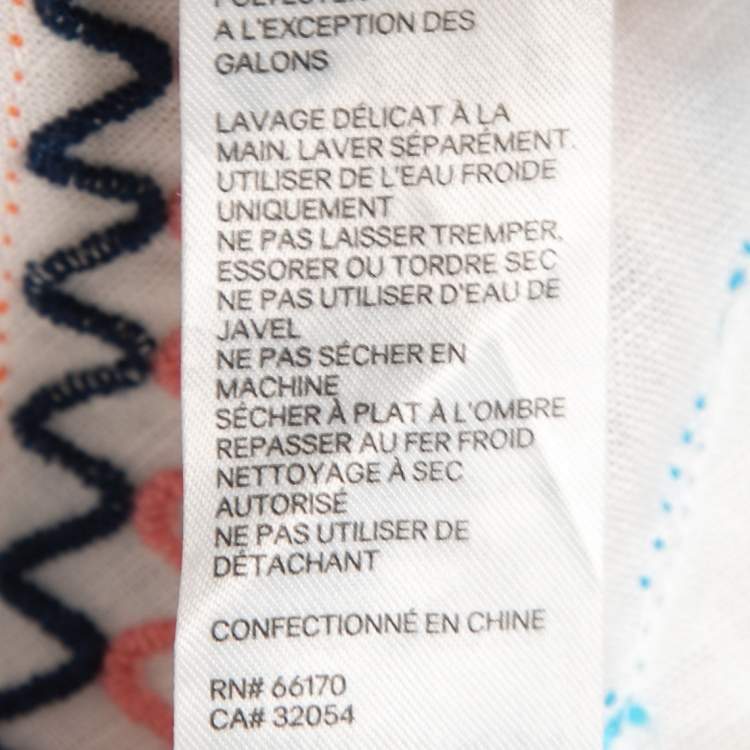 POLYESTER
A L'EXCEPTION DES
GALONS
LAVAGE DÉLICAT À LA
MAIN. LAVER SÉPARÉMENT.
UTILISER DE L'EAU FROIDE
UNIQUEMENT
NE PAS LAISSER TREMPER.
ESSORER OU TORDRE SEC
NE PAS UTILISER D'EAU DE
JAVEL
NE PAS SÉCHER EN
MACHINE
SÉCHER À PLAT À L'OMBRE
REPASSER AU FER FROID
NETTOYAGE À SEC
AUTORISÉ
NE PAS UTILISER DE
DÉTACHANT
CONFECTIONNÉ EN CHINE
RN# 66170
CA# 32054